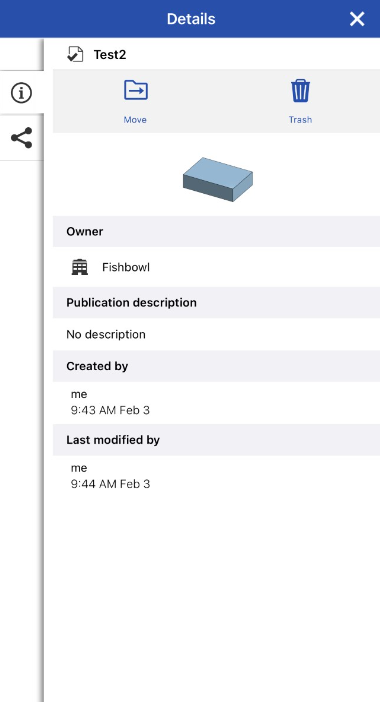 Details
Test2
Move
Trash
Owner
Fishbowl
Publication description
No description
Created by
me
9:43 AM Feb 3
Last modified by
me
9:44 AM Feb 3